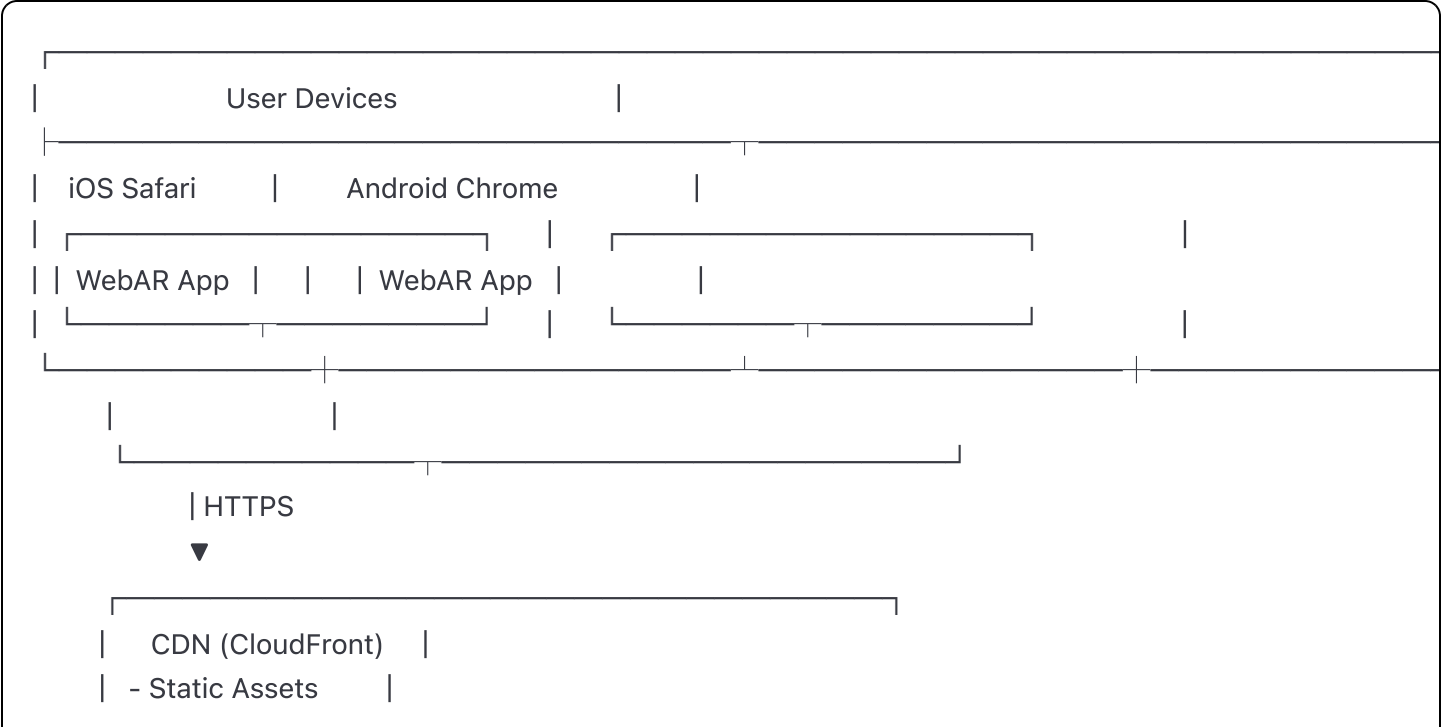 User Devices
iOS Safari | Android Chrome
| WebAR App | | | WebAR App |
| HTTPS
▼
| CDN (CloudFront) |
| - Static Assets |